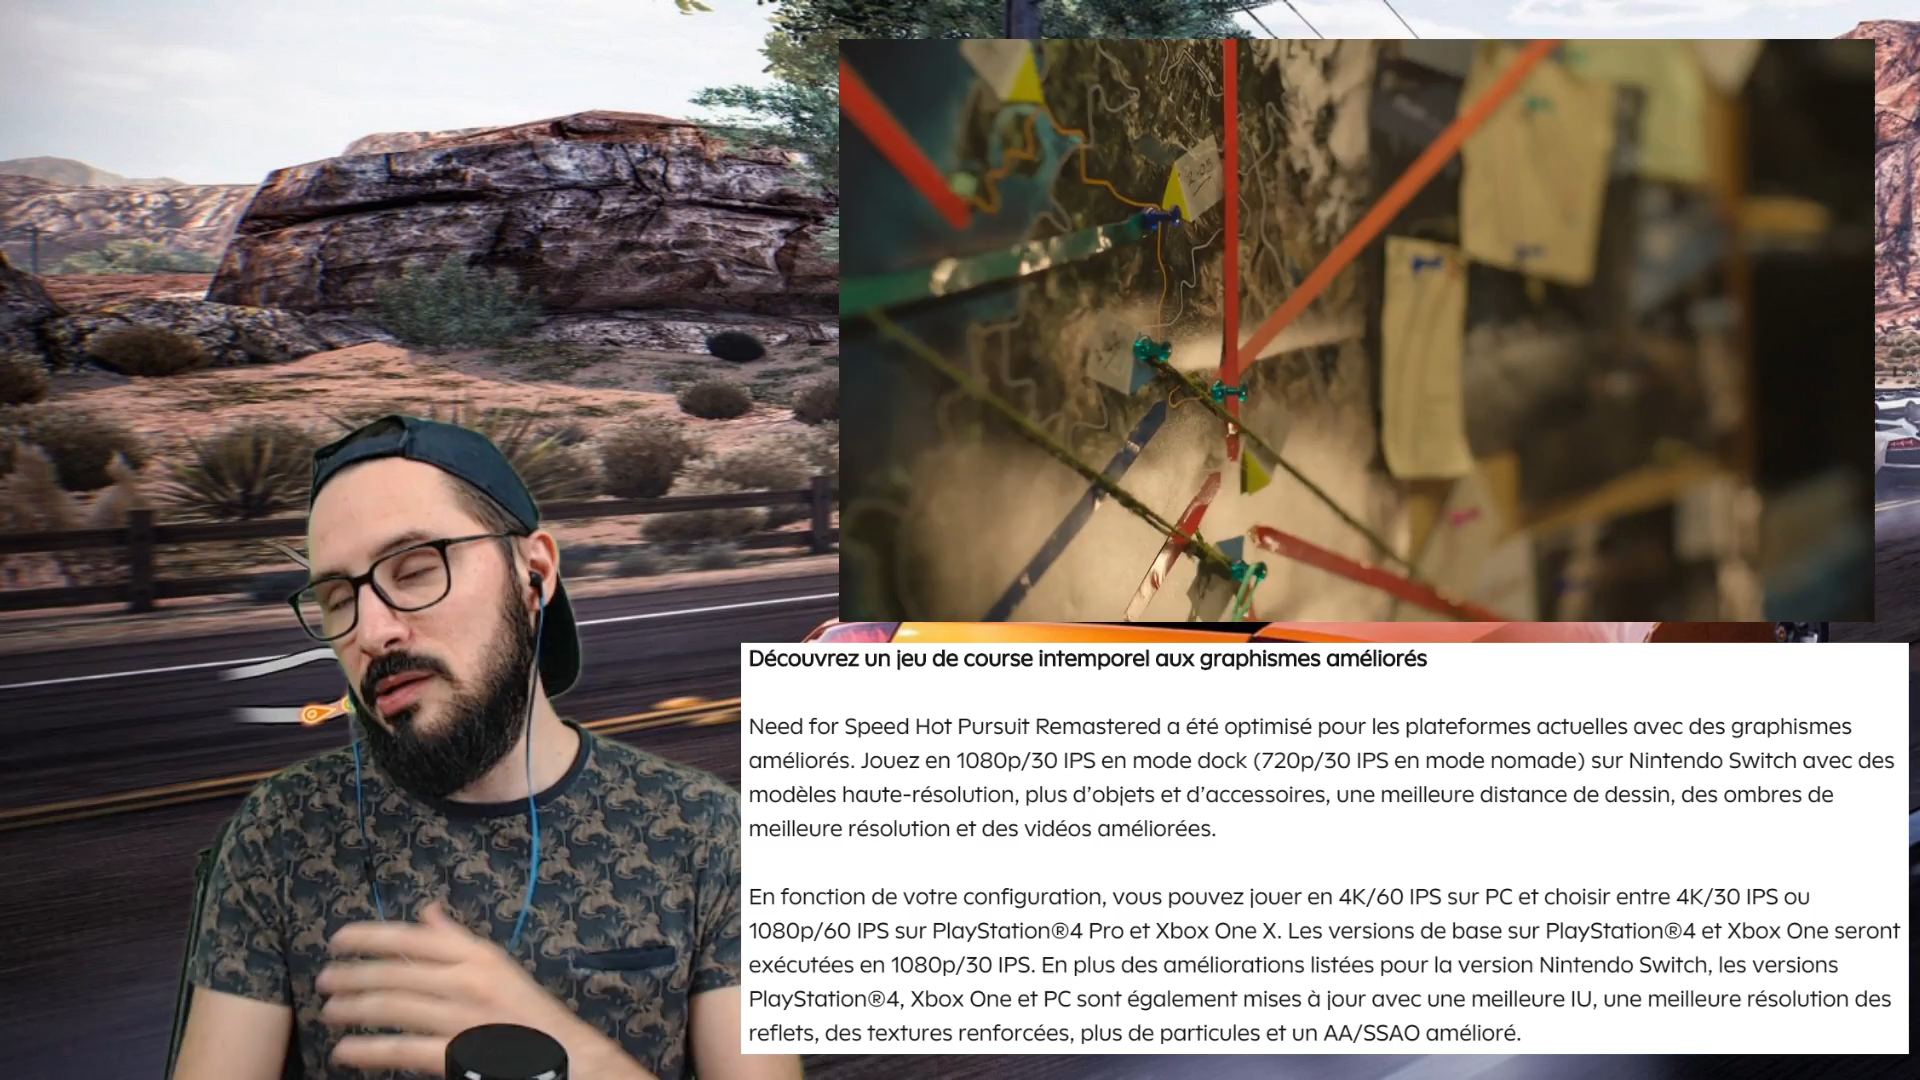 2.05
Découvrez un jeu de course intemporel aux graphismes améliorés
Need for Speed Hot Pursuit Remastered a été optimisé pour les plateformes actuelles avec des graphismes
améliorés. Jouez en 1080p/30 IPS en mode dock (720p/30 IPS en mode nomade) sur Nintendo Switch avec des
modèles haute-résolution, plus d’objets et d’accessoires, une meilleure distance de dessin, des ombres de
meilleure résolution et des vidéos améliorées.
En fonction de votre configuration, vous pouvez jouer en 4K/60 IPS sur PC et choisir entre 4K/30 IPS ou
1080p/60 IPS sur PlayStation®4 Pro et Xbox One X. Les versions de base sur PlayStation®4 et Xbox One seront
exécutées en 1080p/30 IPS. En plus des améliorations listées pour la version Nintendo Switch, les versions
PlayStation®4, Xbox One et PC sont également mises à jour avec une meilleure IU, une meilleure résolution des
reflets, des textures renforcées, plus de particules et un AA/SSAO amélioré.